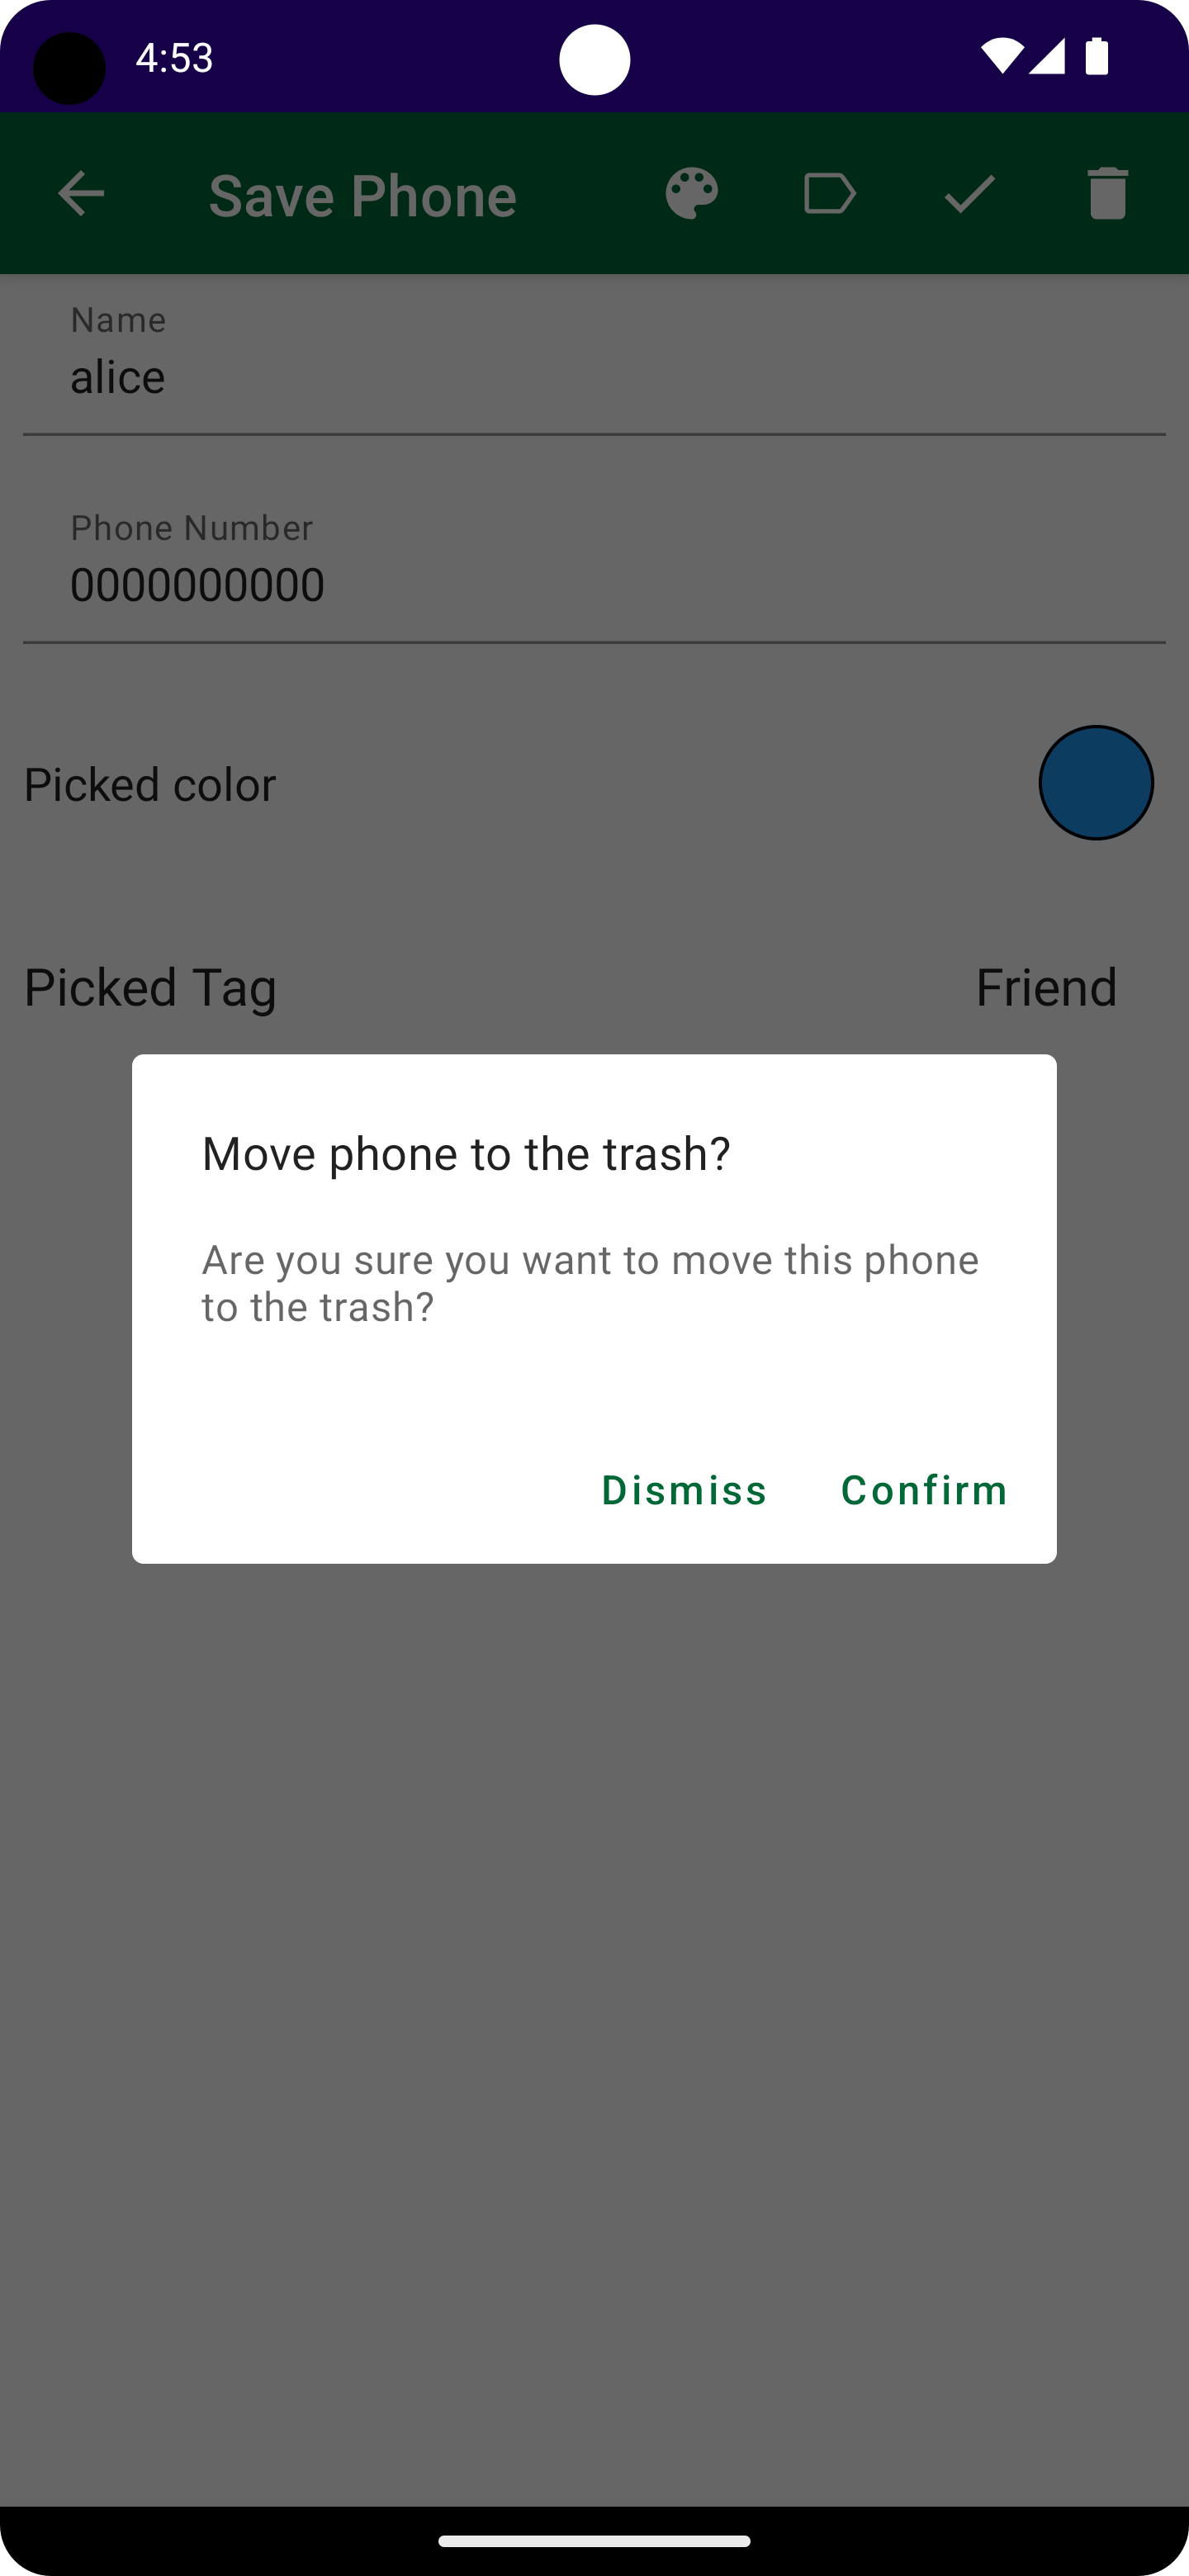 4:53
Save Phone
Name
alice
Phone Number
0000000000
Picked color
Picked Tag
Friend
Move phone to the trash?
Are you sure you want to move this phone
to the trash?
Dismiss
Confirm